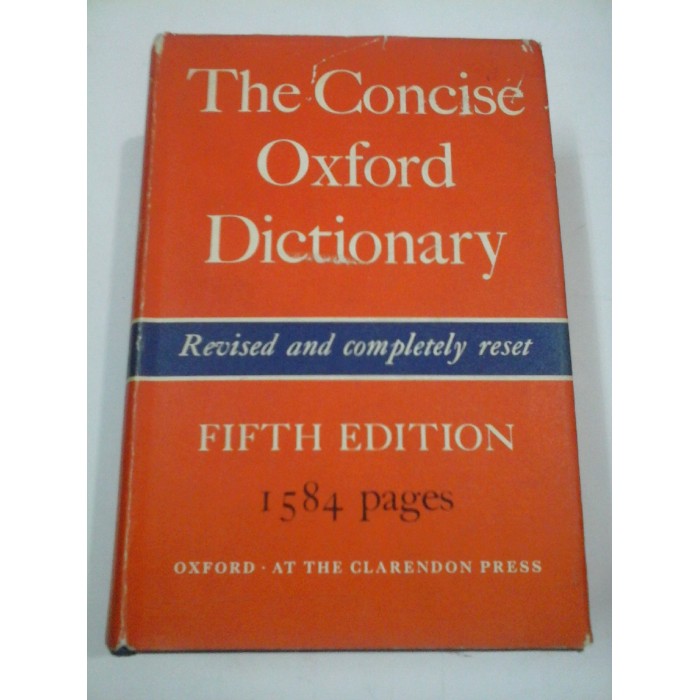 The Concise
Oxford
Dictionary
Revised and completely reset
FIFTH EDITION
1584 pages
OXFORD · AT THE CLARENDON PRESS